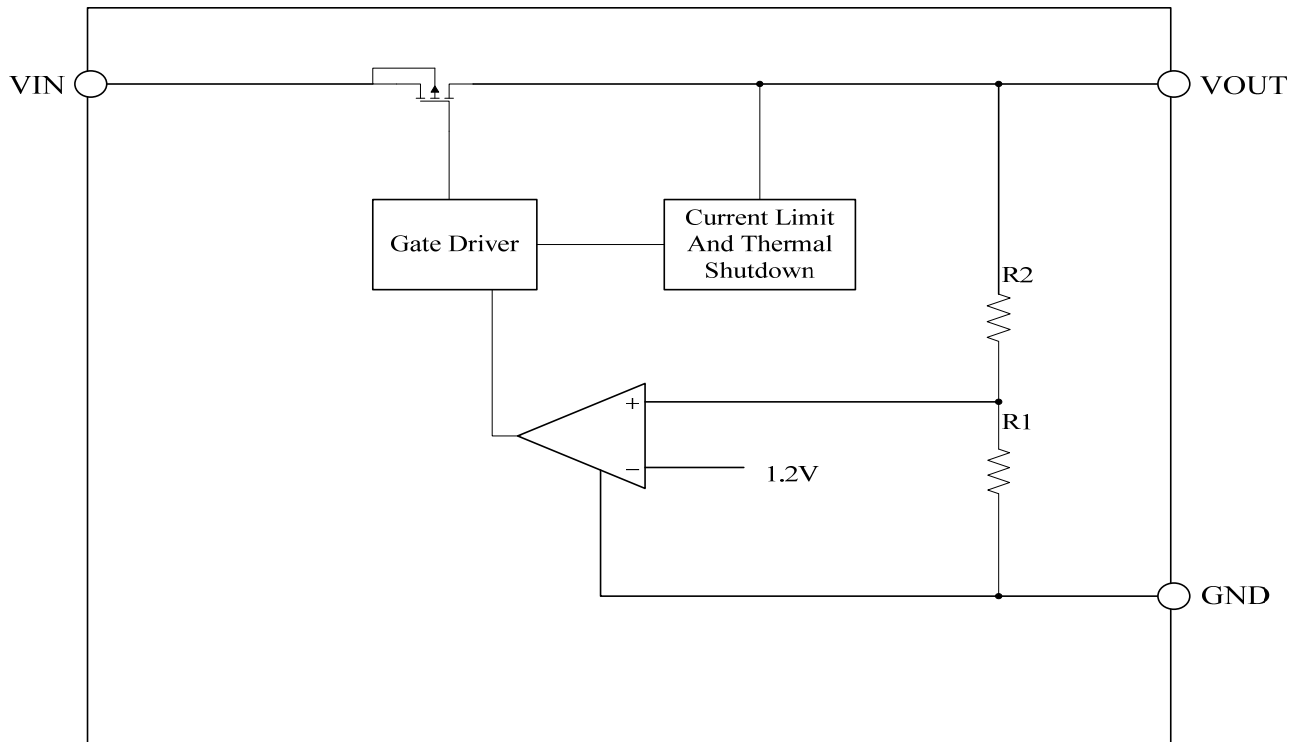 VIN
VOUT
Gate Driver
Current Limit
And Thermal
Shutdown
R2
+
R1
−
1.2V
GND